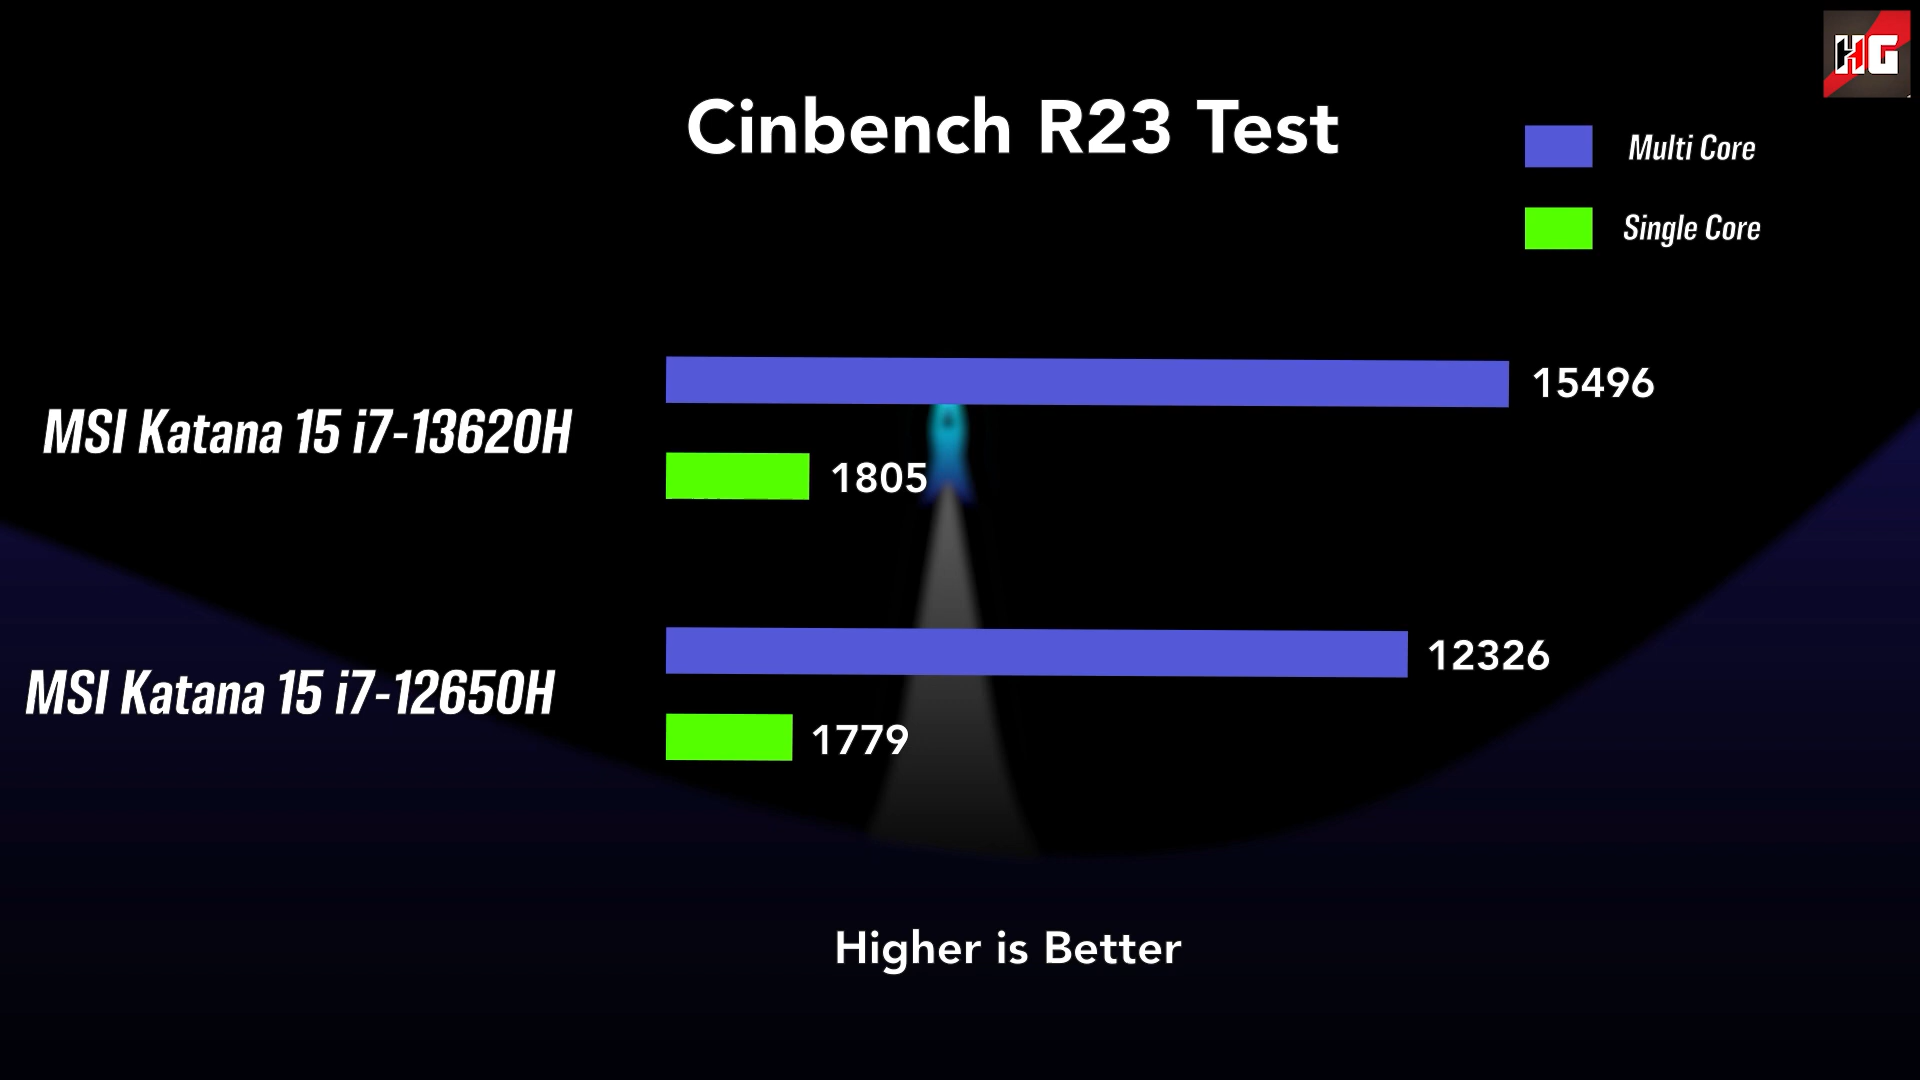 HG
Cinbench R23 Test
Multi Core
Single Core
MSI Katana 15 i7-13620H
15496
1805
MSI Katana 15 i7-12650H
12326
1779
Higher is Better